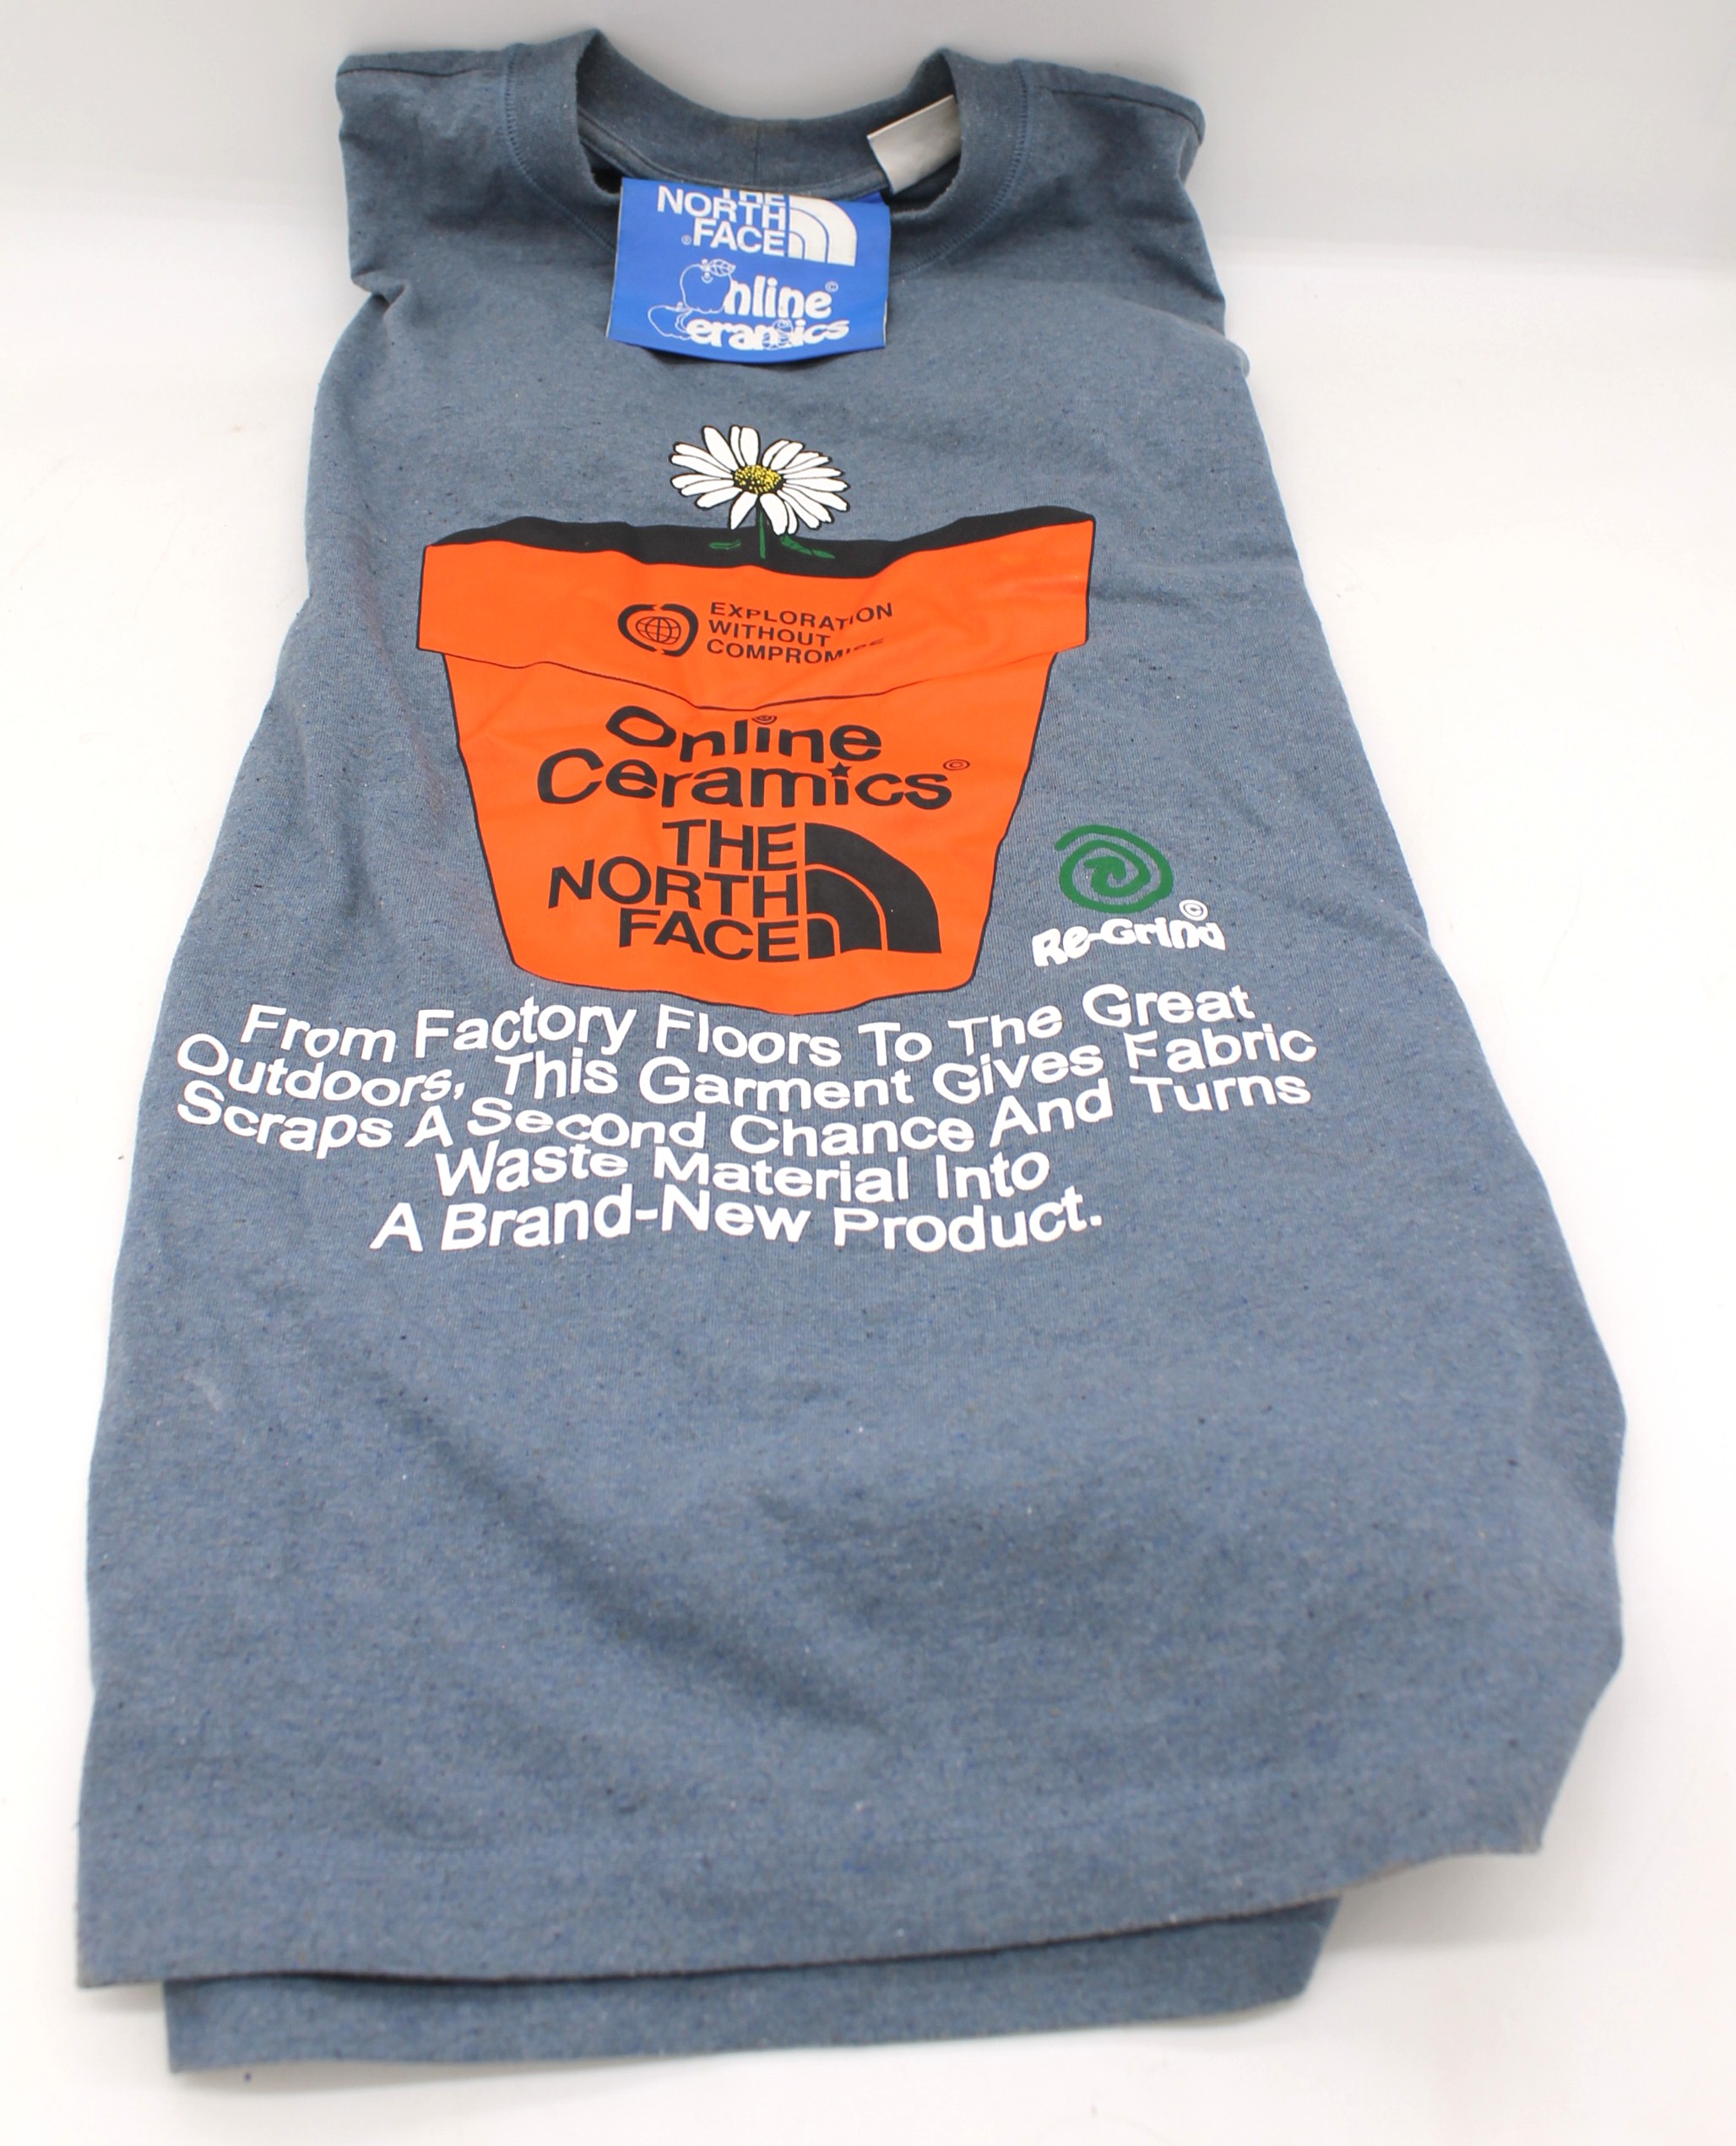 THE
NORTH
FACE
Online©
Ceramics
EXPLORATION
WITHOUT
COMPROMISE
Online
Ceramics©
THE
NORTH
FACE
Re-Grind©
From Factory Floors To The Great
Outdoors, This Garment Gives Fabric
Scraps A Second Chance And Turns
Waste Material Into
A Brand-New Product.